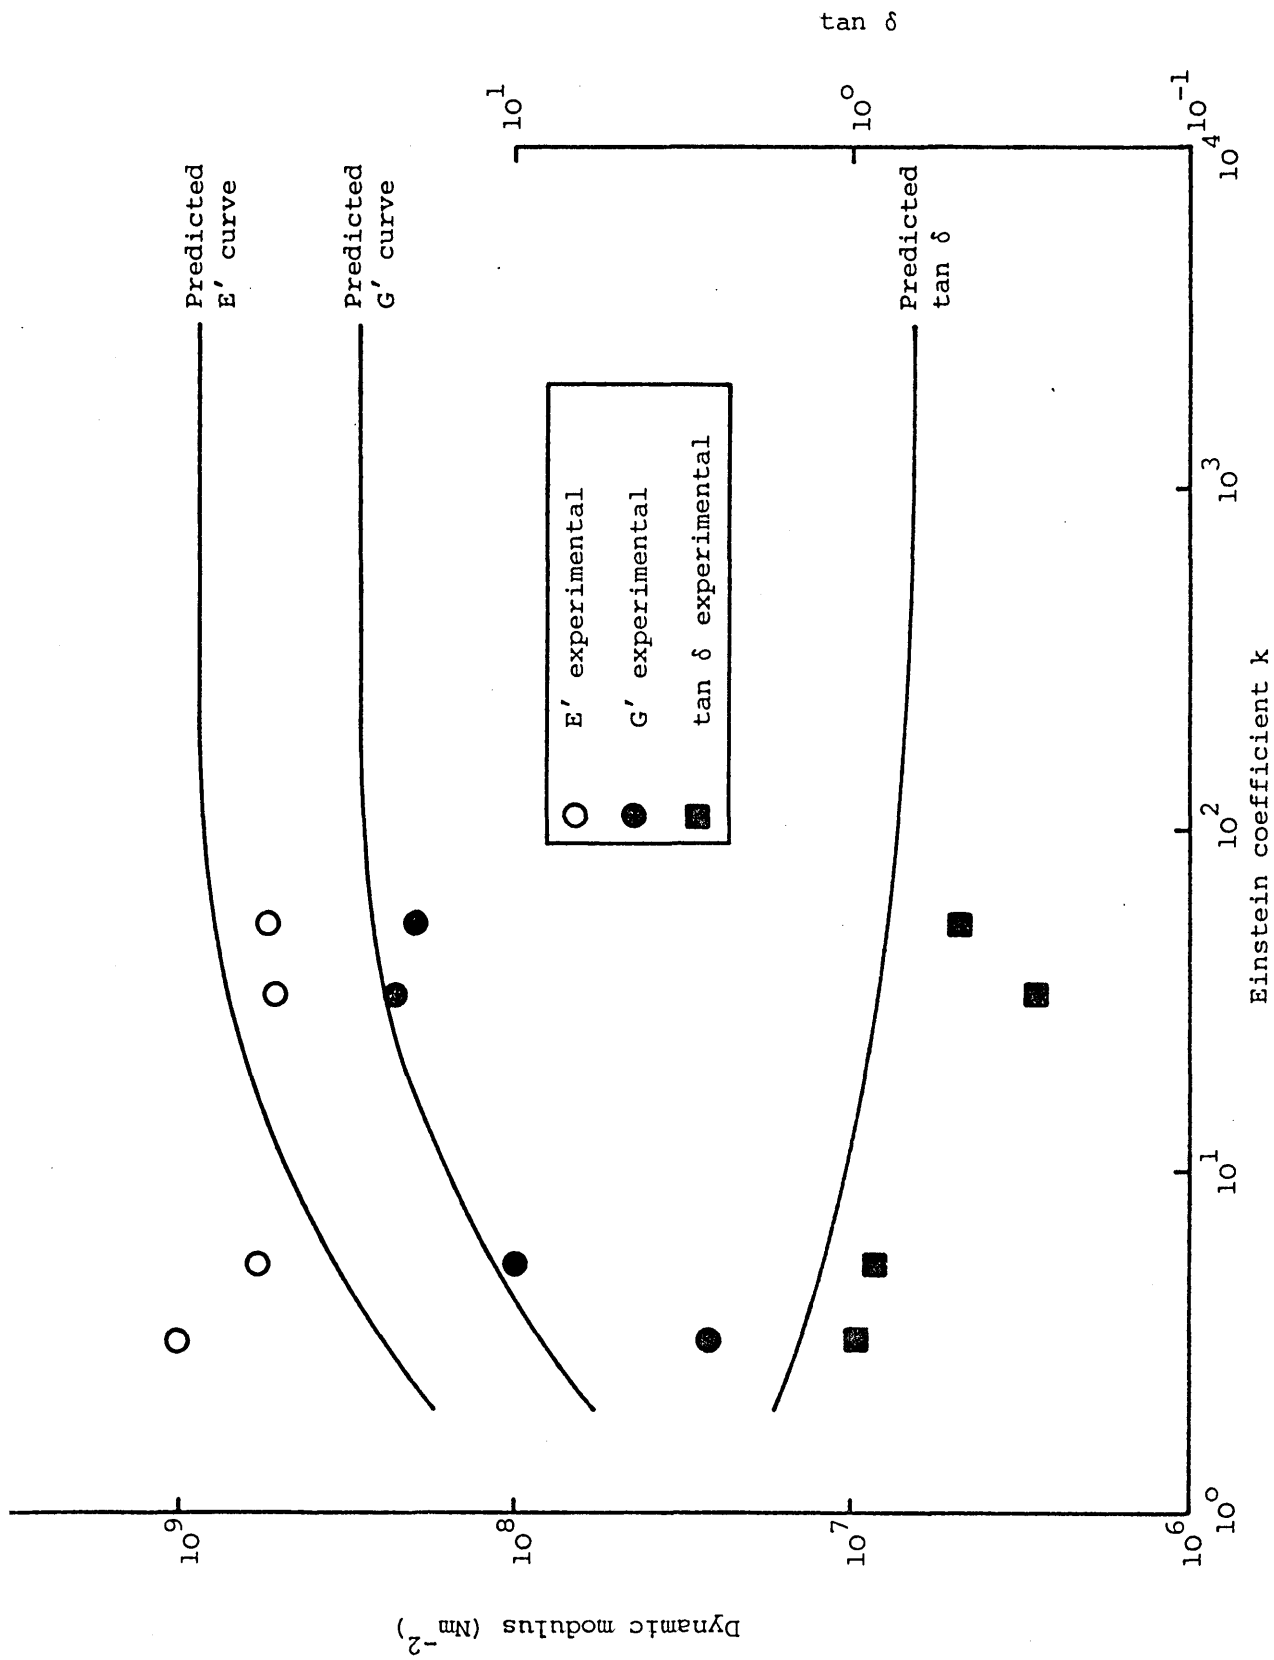 Dynamic modulus (Nm⁻²)
10⁹
10⁸
10⁷
10⁶
10⁰
10¹
10²
10³
10⁴
Einstein coefficient k
tan δ
10¹
10⁰
10⁻¹
Predicted
E′ curve
Predicted
G′ curve
Predicted
tan δ
E′ experimental
G′ experimental
tan δ experimental